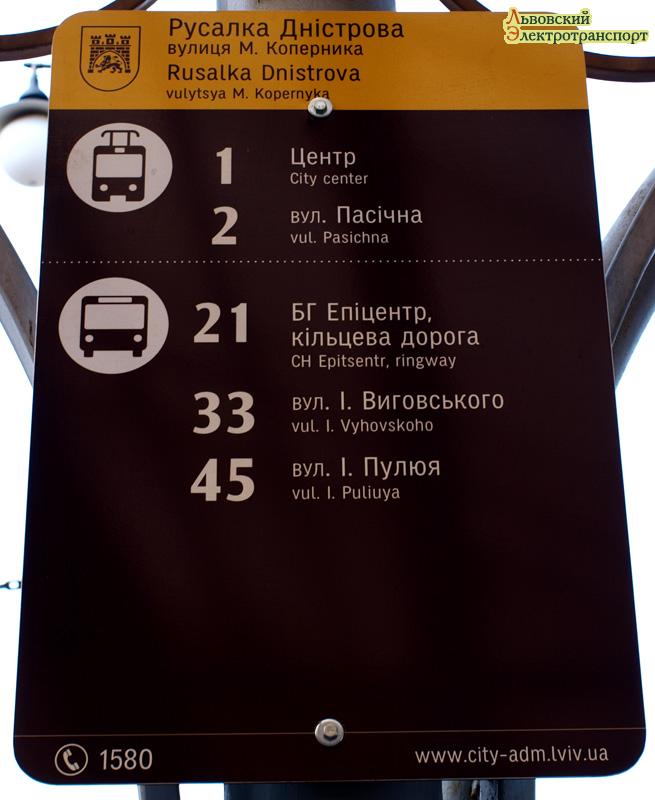 Львовский
Электротранспорт
Русалка Дністрова
вулиця М. Коперника
Rusalka Dnistrova
vulytsya M. Kopernyka
1 Центр
City center
2 вул. Пасічна
vul. Pasichna
21 БГ Епіцентр,
кільцева дорога
CH Epitsentr, ringway
33 вул. І. Виговського
vul. I. Vyhovskoho
45 вул. І. Пулюя
vul. I. Puliuya
1580 www.city-adm.lviv.ua